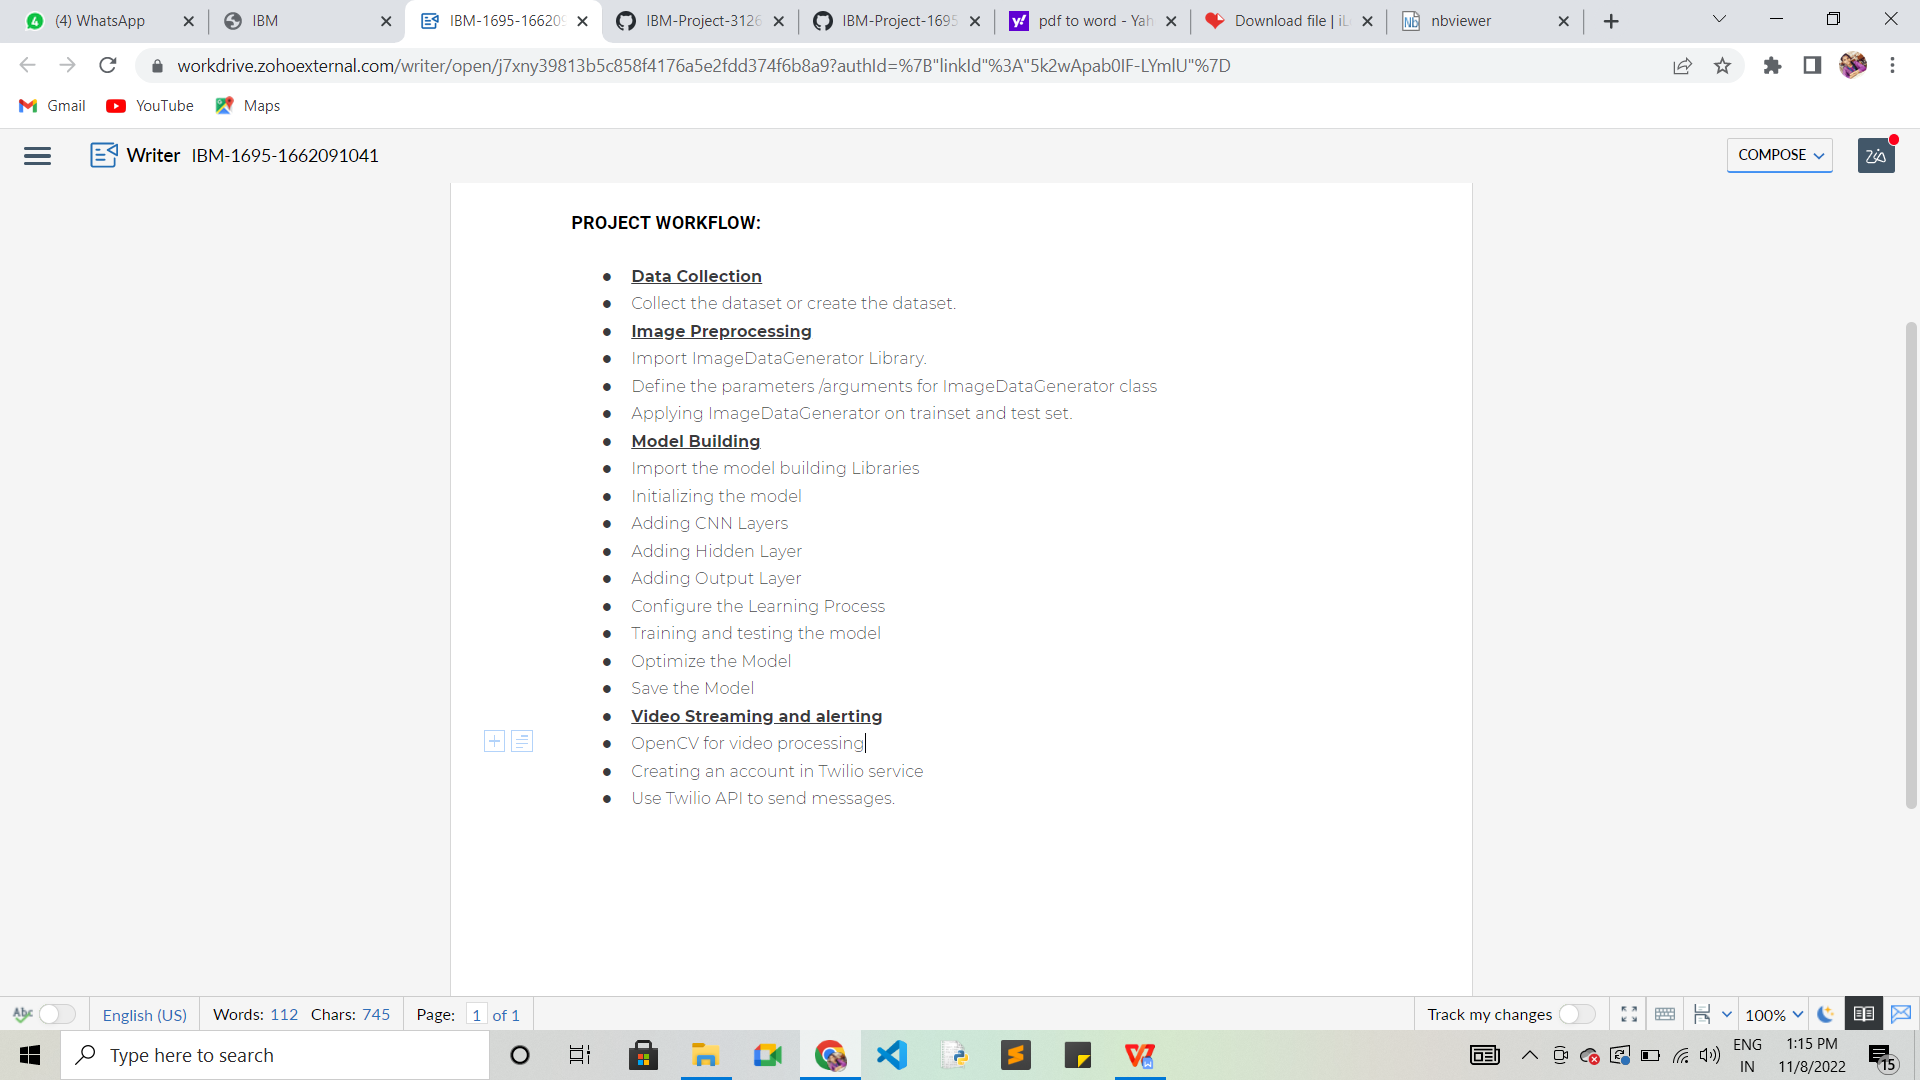 (4) WhatsApp
IBM
IBM-1695-16620
IBM-Project-3126
IBM-Project-1695
pdf to word - Yah
Download file | iL
nbviewer
workdrive.zohoexternal.com/writer/open/j7xny39813b5c858f4176a5e2fdd374f6b8a9?authId=%7B"linkId"%3A"5k2wApab0IF-LYmlU"%7D
Gmail
YouTube
Maps
Writer IBM-1695-1662091041
COMPOSE
PROJECT WORKFLOW:
● Data Collection
● Collect the dataset or create the dataset.
● Image Preprocessing
● Import ImageDataGenerator Library.
● Define the parameters /arguments for ImageDataGenerator class
● Applying ImageDataGenerator on trainset and test set.
● Model Building
● Import the model building Libraries
● Initializing the model
● Adding CNN Layers
● Adding Hidden Layer
● Adding Output Layer
● Configure the Learning Process
● Training and testing the model
● Optimize the Model
● Save the Model
● Video Streaming and alerting
● OpenCV for video processing
● Creating an account in Twilio service
● Use Twilio API to send messages.
Abc
English (US)
Words: 112 Chars: 745
Page: 1 of 1
Track my changes
100%
Type here to search
ENG
IN
1:15 PM
11/8/2022
15